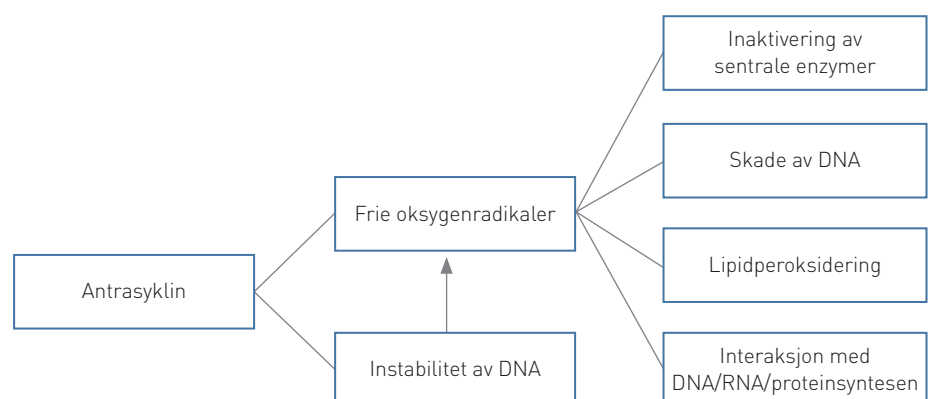 Antrasyklin
Frie oksygenradikaler
Instabilitet av DNA
Inaktivering av
sentrale enzymer
Skade av DNA
Lipidperoksidering
Interaksjon med
DNA/RNA/proteinsyntesen